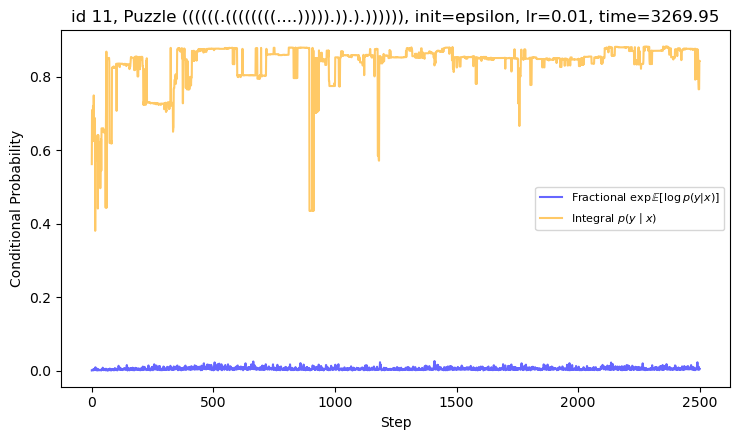 id 11, Puzzle ((((((.((((((((....))))).)).).)))))), init=epsilon, lr=0.01, time=3269.95
Conditional Probability
0.8
0.6
0.4
0.2
0.0
Fractional exp𝔼[log p(y|x)]
Integral p(y | x)
0 500 1000 1500 2000 2500
Step